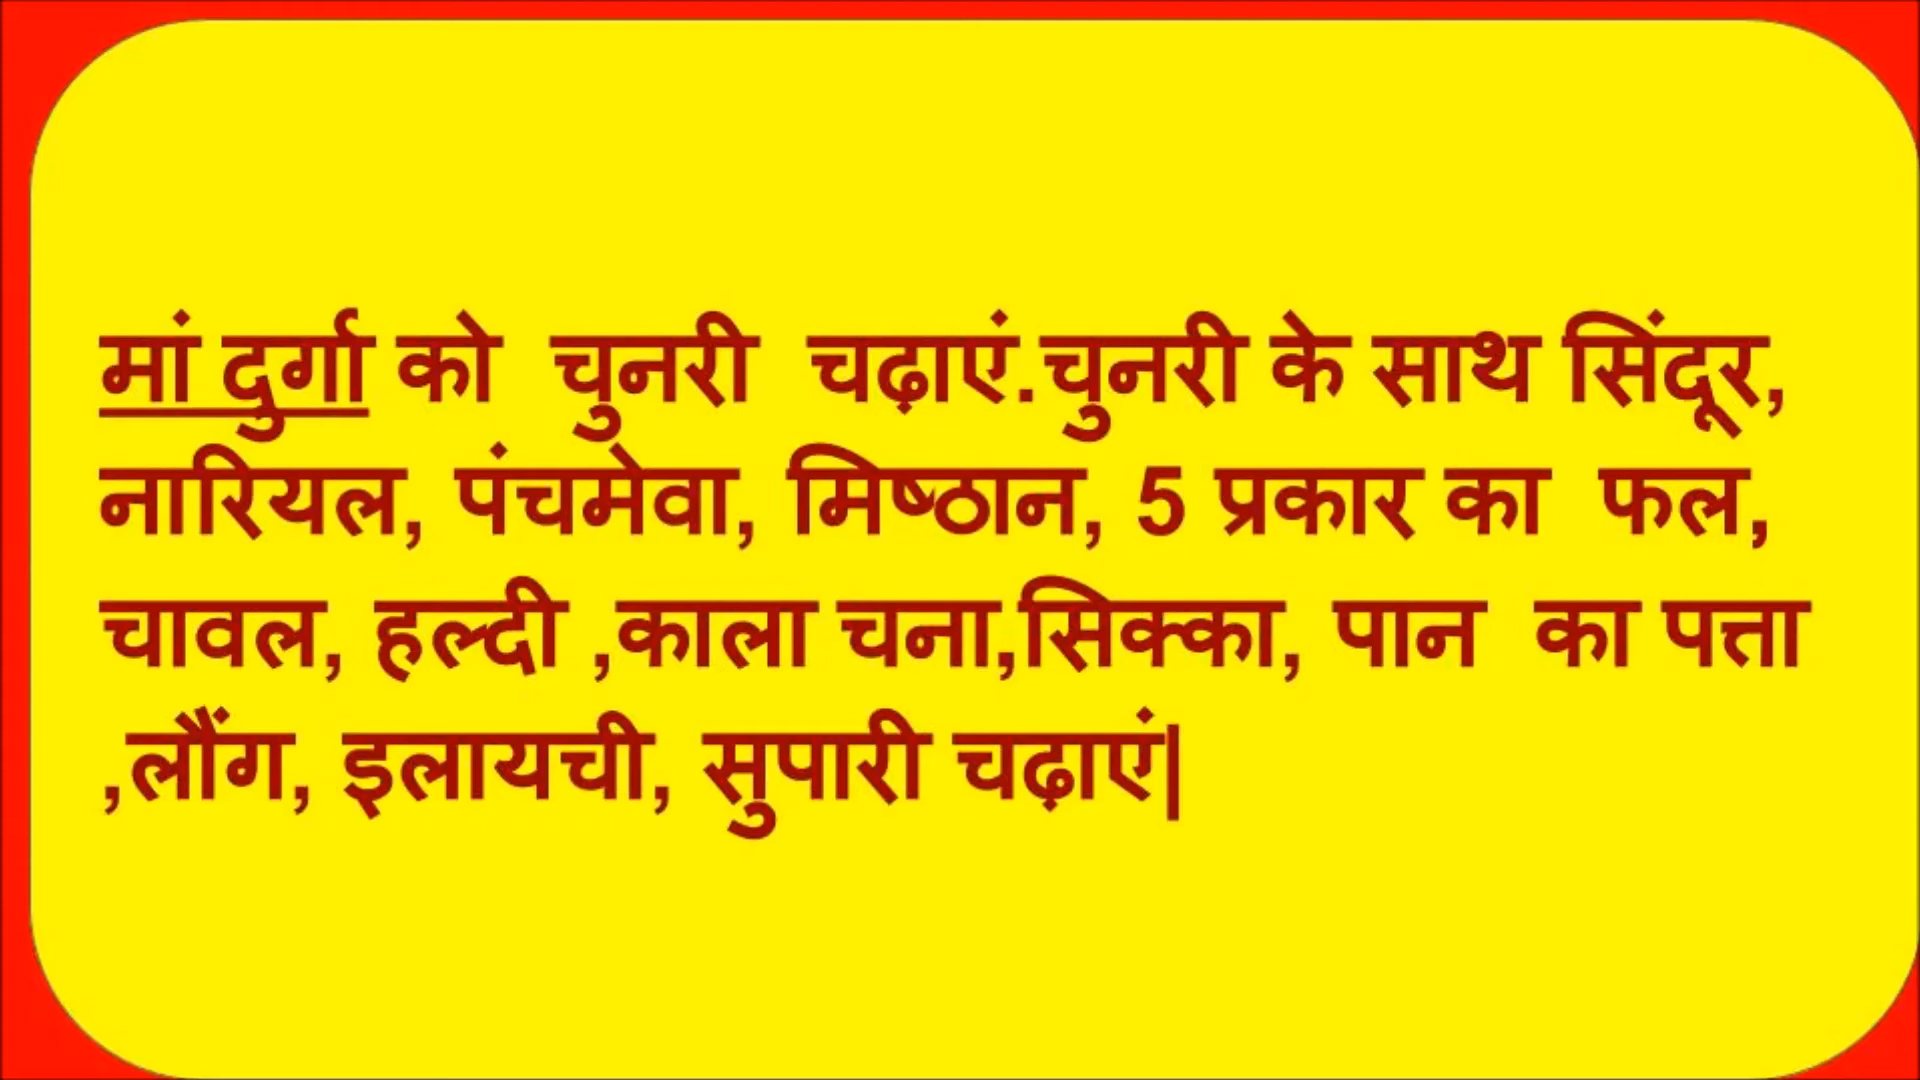 मां दुर्गा को चुनरी चढ़ाएं.चुनरी के साथ सिंदूर,
नारियल, पंचमेवा, मिष्ठान, 5 प्रकार का फल,
चावल, हल्दी ,काला चना,सिक्का, पान का पत्ता
,लौंग, इलायची, सुपारी चढ़ाएं|